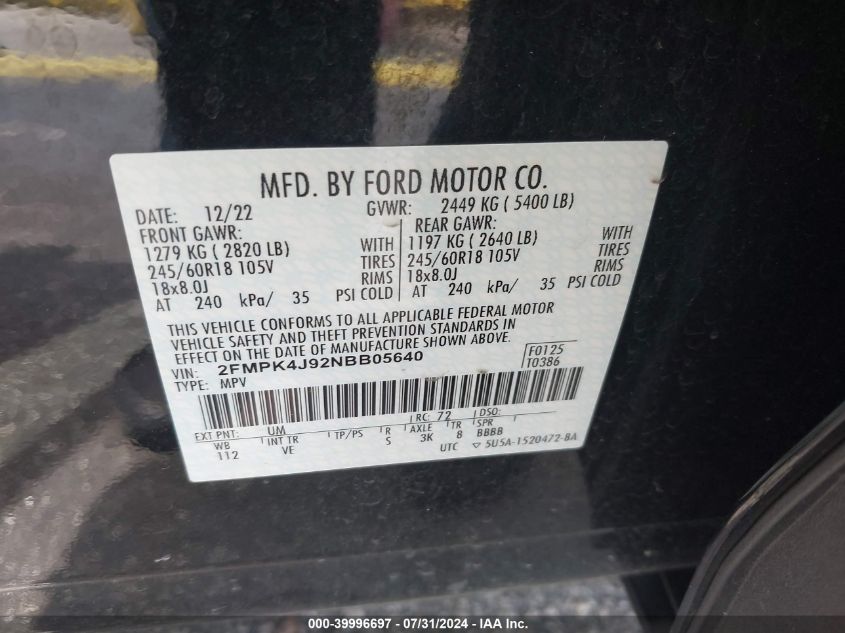 MFD. BY FORD MOTOR CO.
DATE: 12/22 GVWR: 2449 KG ( 5400 LB)
FRONT GAWR: REAR GAWR:
1279 KG ( 2820 LB) WITH 1197 KG ( 2640 LB) WITH
245/60R18 105V TIRES 245/60R18 105V TIRES
18x8.0J RIMS 18x8.0J RIMS
AT 240 kPa/ 35 PSI COLD AT 240 kPa/ 35 PSI COLD
THIS VEHICLE CONFORMS TO ALL APPLICABLE FEDERAL MOTOR
VEHICLE SAFETY AND THEFT PREVENTION STANDARDS IN
EFFECT ON THE DATE OF MANUFACTURE SHOWN ABOVE.
VIN: 2FMPK4J92NBB05640 F0125
TYPE: MPV T0386
EXT PNT: UM RC: 72 DSO:
WB INT TR TP/PS R AXLE TR SPR
112 VE S 3K 8 BBBB
UTC 5U5A-1520472-BA
000-39996697 / 07/31/2024 - IAA Inc.